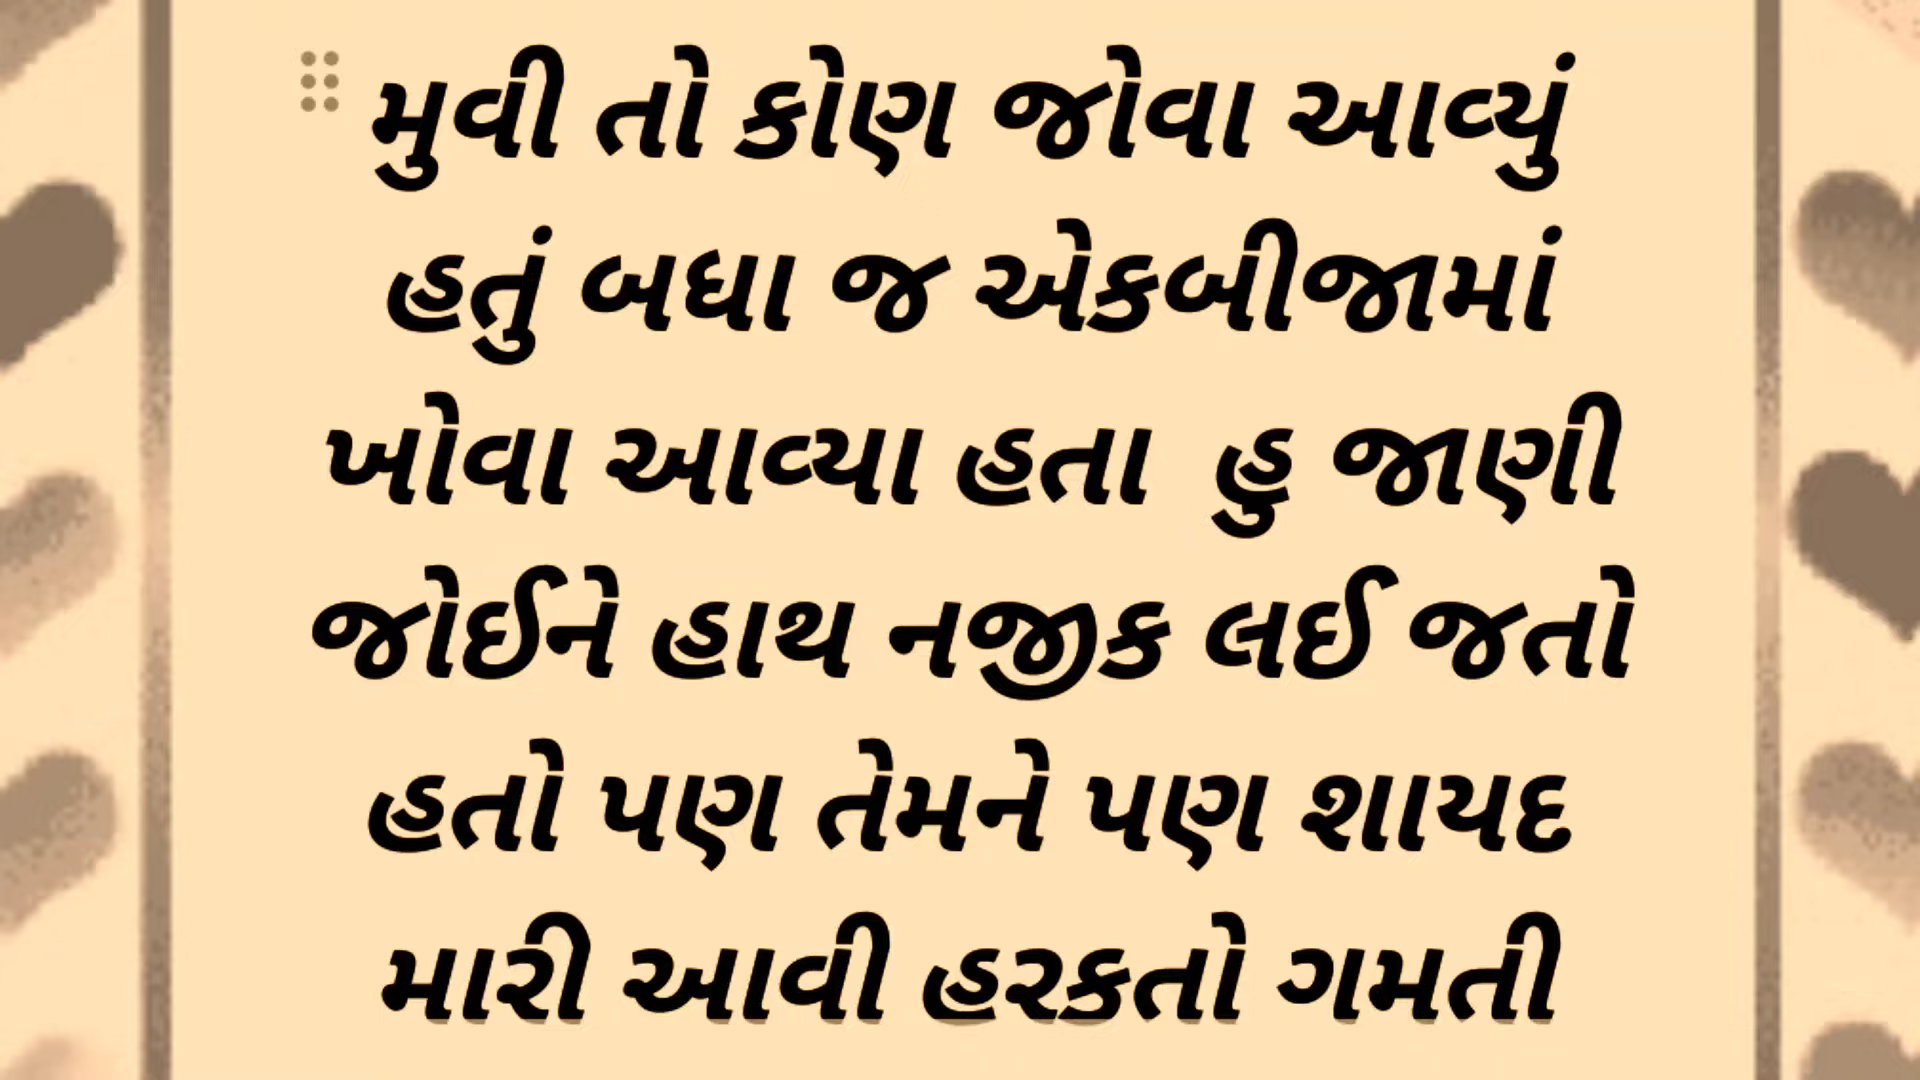 મુવી તો કોણ જોવા આવ્યું
હતું બધા જ એકબીજામાં
ખોવા આવ્યા હતા  હુ જાણી
જોઈને હાથ નજીક લઈ જતો
હતો પણ તેમને પણ શાયદ
મારી આવી હરકતો ગમતી